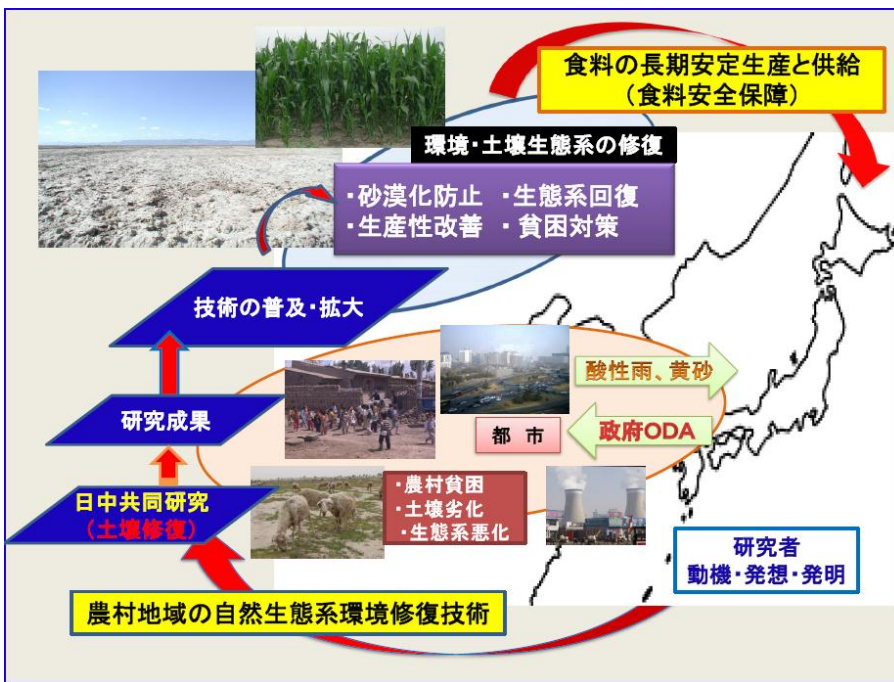 食料の長期安定生産と供給
（食料安全保障）
環境・土壌生態系の修復
・砂漠化防止 ・生態系回復
・生産性改善 ・貧困対策
技術の普及・拡大
酸性雨、黄砂
研究成果
都 市
政府ODA
・農村貧困
・土壌劣化
・生態系悪化
日中共同研究
（土壌修復）
研究者
動機・発想・発明
農村地域の自然生態系環境修復技術